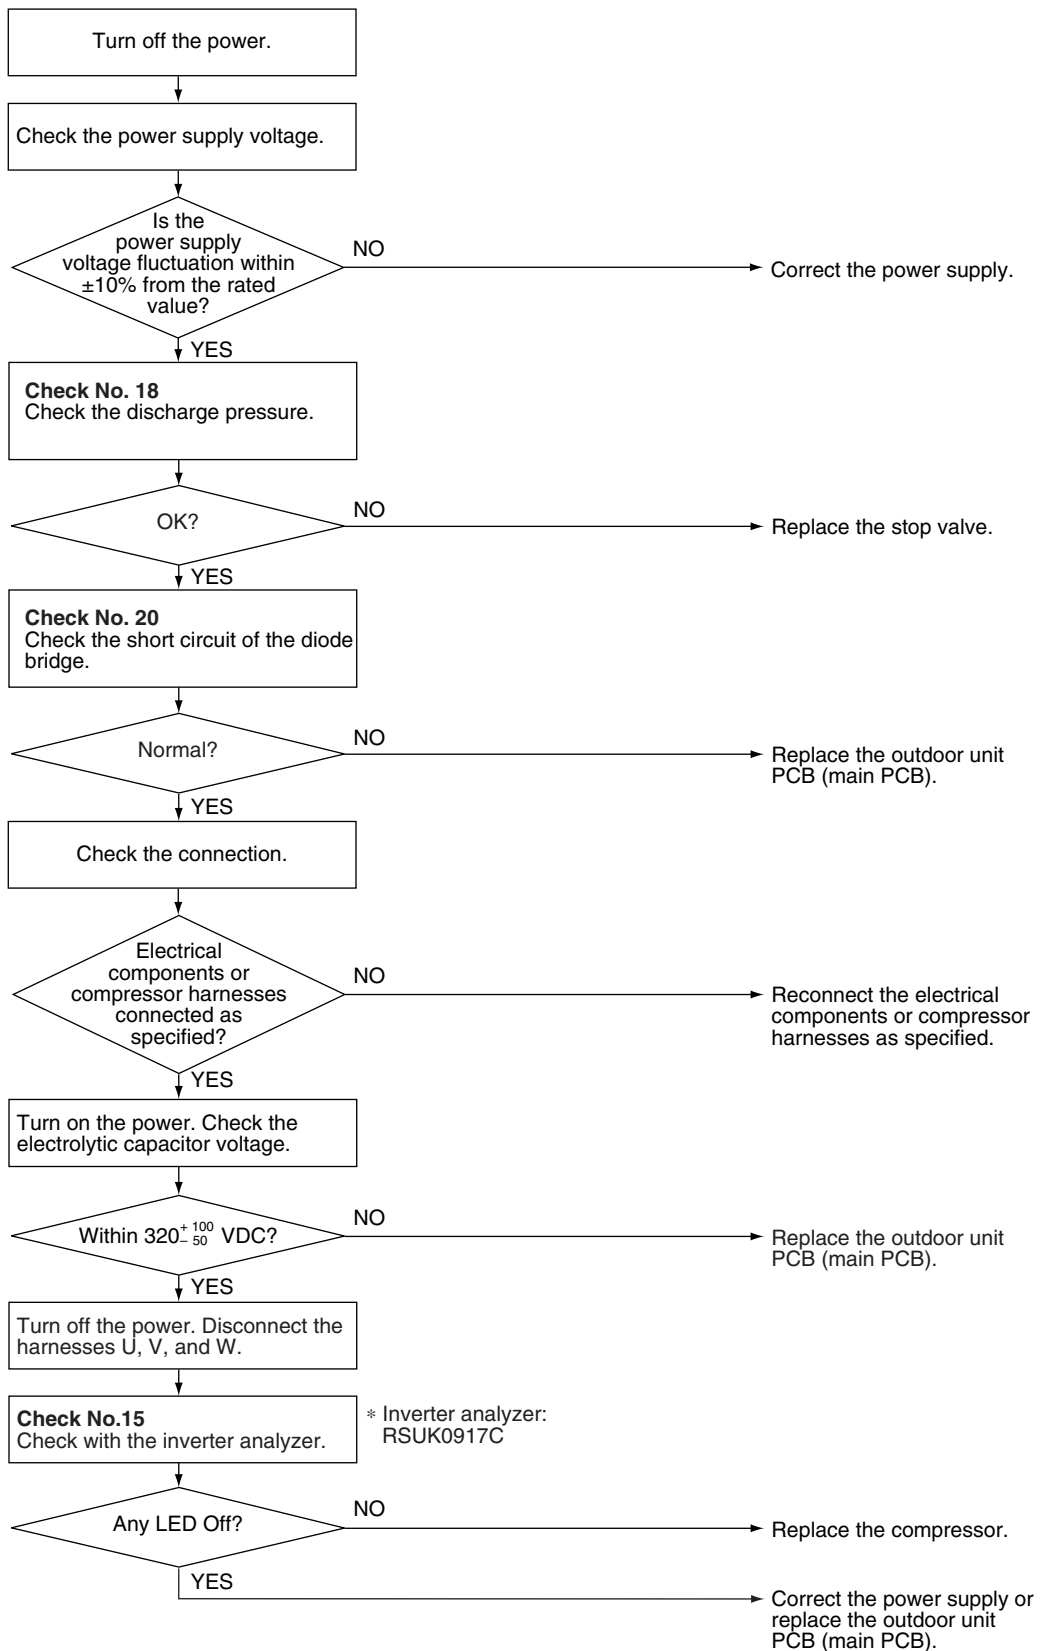 Turn off the power.
Check the power supply voltage.
Is the
power supply
voltage fluctuation within
±10% from the rated
value?
NO
Correct the power supply.
YES
Check No. 18
Check the discharge pressure.
OK?
NO
Replace the stop valve.
YES
Check No. 20
Check the short circuit of the diode
bridge.
Normal?
NO
Replace the outdoor unit
PCB (main PCB).
YES
Check the connection.
Electrical
components or
compressor harnesses
connected as
specified?
NO
Reconnect the electrical
components or compressor
harnesses as specified.
YES
Turn on the power. Check the
electrolytic capacitor voltage.
Within 320 + 100 − 50 VDC?
NO
Replace the outdoor unit
PCB (main PCB).
YES
Turn off the power. Disconnect the
harnesses U, V, and W.
Check No.15
Check with the inverter analyzer.
* Inverter analyzer:
RSUK0917C
Any LED Off?
NO
Replace the compressor.
YES
Correct the power supply or
replace the outdoor unit
PCB (main PCB).